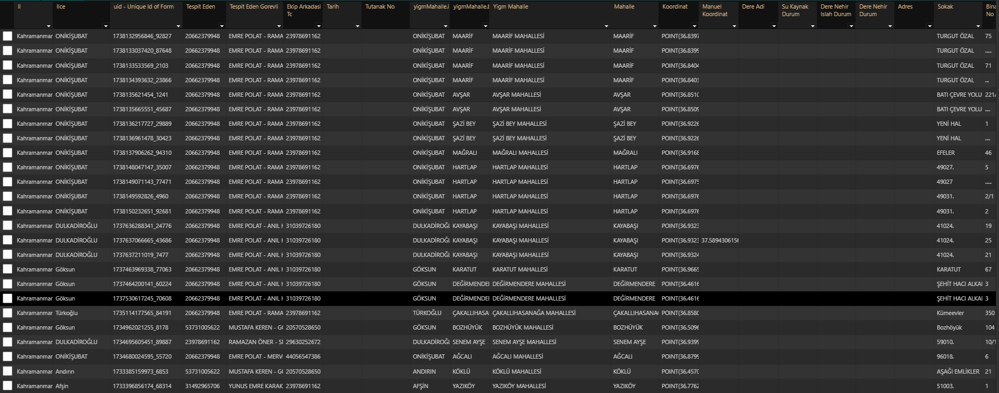 Il Ilce uid - Unique Id of Form Tespit Eden Tespit Eden Gorevli Ekip Arkadasi Tc Tarih Tutanak No yigmMahalle.i yigmMahalle.b Yigm Mahalle Mahalle Koordinat Manuel Koordinat Dere Adi Su Kaynak Durum Dere Nehir Islah Durum Dere Nehir Durum Adres Sokak Bina No
Kahramanmar ONİKİŞUBAT 1738132956846_92827 20662379948 EMRE POLAT - RAMA 23978691162 ONİKİŞUBAT MAARİF MAARİF MAHALLESİ MAARİF POINT(36.8397 TURGUT ÖZAL 75
Kahramanmar ONİKİŞUBAT 1738133037420_87648 20662379948 EMRE POLAT - RAMA 23978691162 ONİKİŞUBAT MAARİF MAARİF MAHALLESİ MAARİF POINT(36.8399 TURGUT ÖZAL .....
Kahramanmar ONİKİŞUBAT 1738133533569_2103 20662379948 EMRE POLAT - RAMA 23978691162 ONİKİŞUBAT MAARİF MAARİF MAHALLESİ MAARİF POINT(36.8404 TURGUT ÖZAL 71
Kahramanmar ONİKİŞUBAT 1738134393632_23866 20662379948 EMRE POLAT - RAMA 23978691162 ONİKİŞUBAT MAARİF MAARİF MAHALLESİ MAARİF POINT(36.8403 TURGUT ÖZAL ...
Kahramanmar ONİKİŞUBAT 1738135621454_1241 20662379948 EMRE POLAT - RAMA 23978691162 ONİKİŞUBAT AVŞAR AVŞAR MAHALLESİ AVŞAR POINT(36.8510 BATI ÇEVRE YOLU 221/
Kahramanmar ONİKİŞUBAT 1738135665551_45687 20662379948 EMRE POLAT - RAMA 23978691162 ONİKİŞUBAT AVŞAR AVŞAR MAHALLESİ AVŞAR POINT(36.8509 BATI ÇEVRE YOLU ....
Kahramanmar ONİKİŞUBAT 1738136217727_29889 20662379948 EMRE POLAT - RAMA 23978691162 ONİKİŞUBAT ŞAZİ BEY ŞAZİ BEY MAHALLESİ ŞAZİ BEY POINT(36.9226 YENİ HAL 1
Kahramanmar ONİKİŞUBAT 1738136961478_30423 20662379948 EMRE POLAT - RAMA 23978691162 ONİKİŞUBAT ŞAZİ BEY ŞAZİ BEY MAHALLESİ ŞAZİ BEY POINT(36.9226 YENİ HAL ....
Kahramanmar ONİKİŞUBAT 1738137906262_94310 20662379948 EMRE POLAT - RAMA 23978691162 ONİKİŞUBAT MAĞRALI MAĞRALI MAHALLESİ MAĞRALI POINT(36.9168 EFELER 46
Kahramanmar ONİKİŞUBAT 1738148047147_35007 20662379948 EMRE POLAT - RAMA 23978691162 ONİKİŞUBAT HARTLAP HARTLAP MAHALLESİ HARTLAP POINT(36.6976 49027. 5
Kahramanmar ONİKİŞUBAT 1738149071143_77471 20662379948 EMRE POLAT - RAMA 23978691162 ONİKİŞUBAT HARTLAP HARTLAP MAHALLESİ HARTLAP POINT(36.6975 49027 .....
Kahramanmar ONİKİŞUBAT 1738149592826_4960 20662379948 EMRE POLAT - RAMA 23978691162 ONİKİŞUBAT HARTLAP HARTLAP MAHALLESİ HARTLAP POINT(36.6976 49031. 2/1
Kahramanmar ONİKİŞUBAT 1738150232651_92681 20662379948 EMRE POLAT - RAMA 23978691162 ONİKİŞUBAT HARTLAP HARTLAP MAHALLESİ HARTLAP POINT(36.6976 49031. 2
Kahramanmar DULKADİROĞLU 1737636288341_24776 20662379948 EMRE POLAT - ANIL H 31039726180 DULKADİROĞL KAYABAŞI KAYABAŞI MAHALLESİ KAYABAŞI POINT(36.9323 41024. 19
Kahramanmar DULKADİROĞLU 1737637066665_43686 20662379948 EMRE POLAT - ANIL H 31039726180 DULKADİROĞL KAYABAŞI KAYABAŞI MAHALLESİ KAYABAŞI POINT(36.9323 37.5894306156 41024. 25
Kahramanmar DULKADİROĞLU 1737637211019_7477 20662379948 EMRE POLAT - ANIL H 31039726180 DULKADİROĞL KAYABAŞI KAYABAŞI MAHALLESİ KAYABAŞI POINT(36.9324 41024. 21
Kahramanmar Göksun 1737463969338_77063 20662379948 EMRE POLAT - ANIL H 31039726180 GÖKSUN KARATUT KARATUT MAHALLESİ KARATUT POINT(36.9665 KARATUT 67
Kahramanmar Göksun 1737464200141_60224 20662379948 EMRE POLAT - ANIL H 31039726180 GÖKSUN DEĞİRMENDEI DEĞİRMENDERE MAHALLESİ DEĞİRMENDERE POINT(36.4616 ŞEHİT HACI ALKAI 3
Kahramanmar Göksun 1737530617245_70608 20662379948 EMRE POLAT - ANIL H 31039726180 GÖKSUN DEĞİRMENDEI DEĞİRMENDERE MAHALLESİ DEĞİRMENDERE POINT(36.4616 ŞEHİT HACI ALKAI 3
Kahramanmar Türkoğlu 1735114177565_84191 20662379948 EMRE POLAT - RAMA 23978691162 TÜRKOĞLU ÇAKALLIHASAI ÇAKALLIHASANAĞA MAHALLESİ ÇAKALLIHASANAĞ POINT(36.8580 Kümeevler 350
Kahramanmar Göksun 1734962021255_8178 53731005622 MUSTAFA KEREN - GÖ 20570528650 GÖKSUN BOZHÜYÜK BOZHÜYÜK MAHALLESİ BOZHÜYÜK POINT(36.5096 Bozhöyük 104
Kahramanmar DULKADİROĞLU 1734695605451_89887 23978691162 RAMAZAN ÖNER - SI 29630252672 DULKADİROĞL SENEM AYŞE SENEM AYŞE MAHALLESİ SENEM AYŞE POINT(36.9399 59010. 10/1
Kahramanmar ONİKİŞUBAT 1734680024595_55720 20662379948 EMRE POLAT - MERVI 44056547386 ONİKİŞUBAT AĞCALI AĞCALI MAHALLESİ AĞCALI POINT(36.8799 96018. 6
Kahramanmar Andırın 1733385159973_6853 53731005622 MUSTAFA KEREN - GÖ 20570528650 ANDIRIN KÖKLÜ KÖKLÜ MAHALLESİ KÖKLÜ POINT(36.4570 AŞAĞI EMLİKLER 21
Kahramanmar Afşin 1733396856174_68314 31492965706 YUNUS EMRE KARAK 23978691162 AFŞİN YAZIKÖY YAZIKÖY MAHALLESİ YAZIKÖY POINT(36.7762 51003. 1